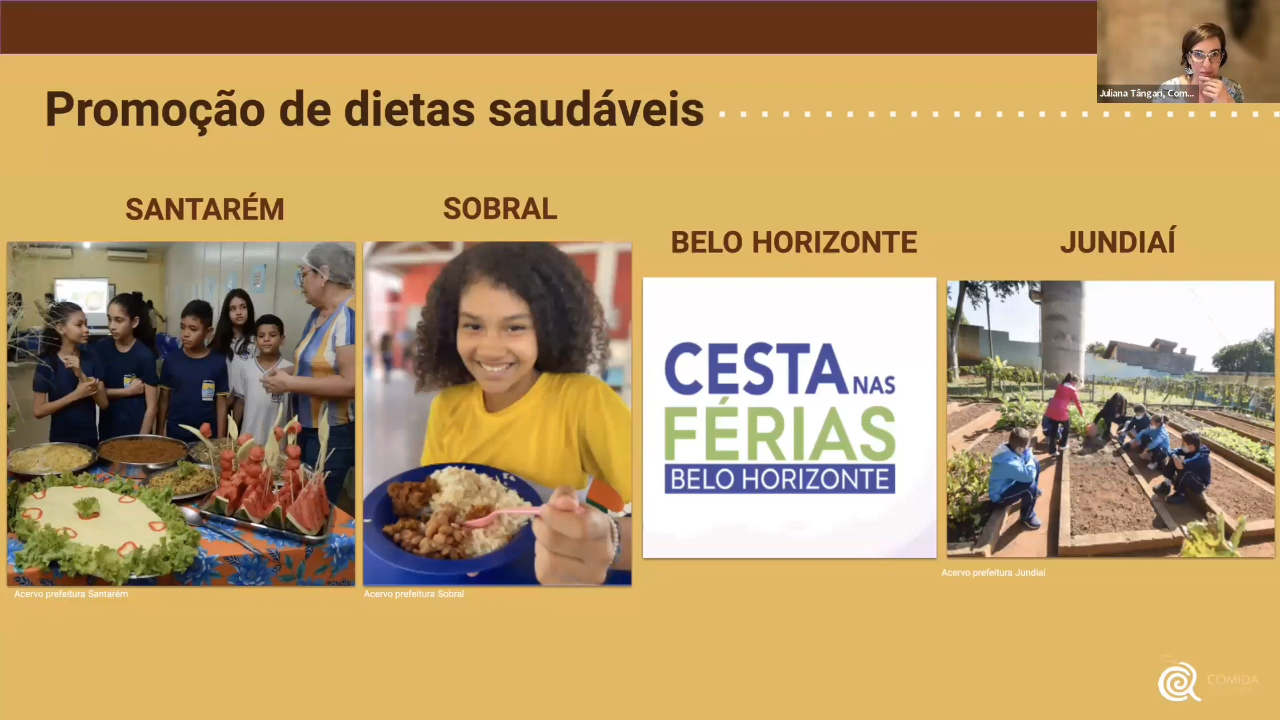 Juliana Tângari, Com...
Promoção de dietas saudáveis
SANTARÉM
SOBRAL
BELO HORIZONTE
JUNDIAÍ
CESTA NAS
FÉRIAS
BELO HORIZONTE
Acervo prefeitura Santarém
Acervo prefeitura Sobral
Acervo prefeitura Jundiaí
COMIDA